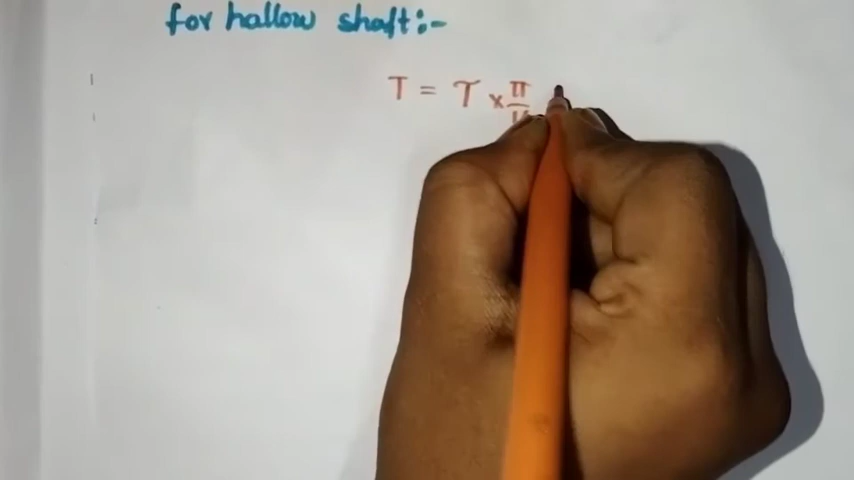 for hallow shaft:-
T = τ × π